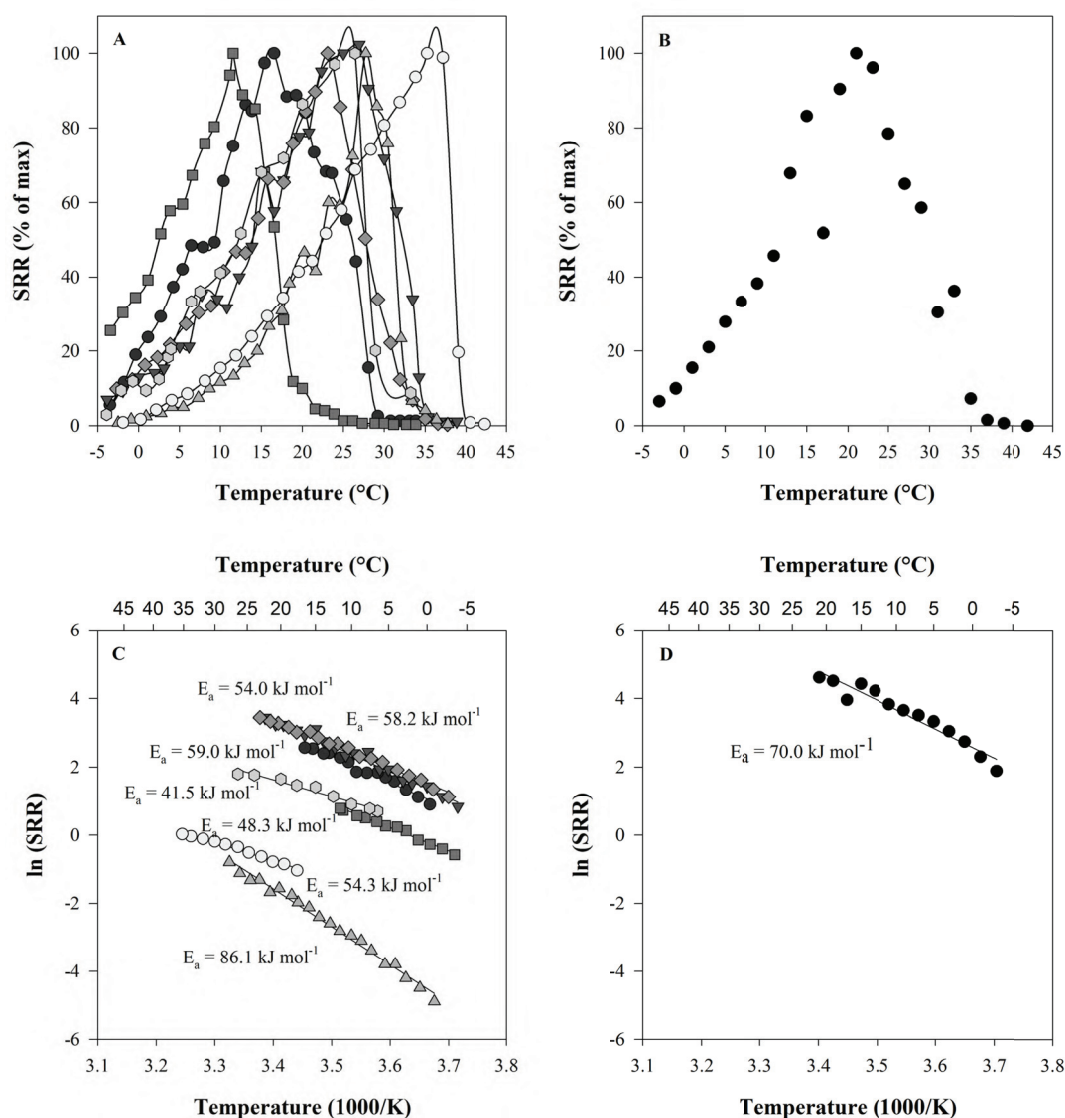 A
SRR (% of max)
100
80
60
40
20
0
-5 0 5 10 15 20 25 30 35 40 45
Temperature (°C)
B
SRR (% of max)
100
80
60
40
20
0
-5 0 5 10 15 20 25 30 35 40 45
Temperature (°C)
Temperature (°C)
45 40 35 30 25 20 15 10 5 0 -5
C
ln (SRR)
6
4
2
0
-2
-4
-6
Ea = 54.0 kJ mol-1
Ea = 58.2 kJ mol-1
Ea = 59.0 kJ mol-1
Ea = 41.5 kJ mol-1
Ea = 48.3 kJ mol-1
Ea = 54.3 kJ mol-1
Ea = 86.1 kJ mol-1
3.1 3.2 3.3 3.4 3.5 3.6 3.7 3.8
Temperature (1000/K)
Temperature (°C)
45 40 35 30 25 20 15 10 5 0 -5
D
ln (SRR)
6
4
2
0
-2
-4
-6
Ea = 70.0 kJ mol-1
3.1 3.2 3.3 3.4 3.5 3.6 3.7 3.8
Temperature (1000/K)